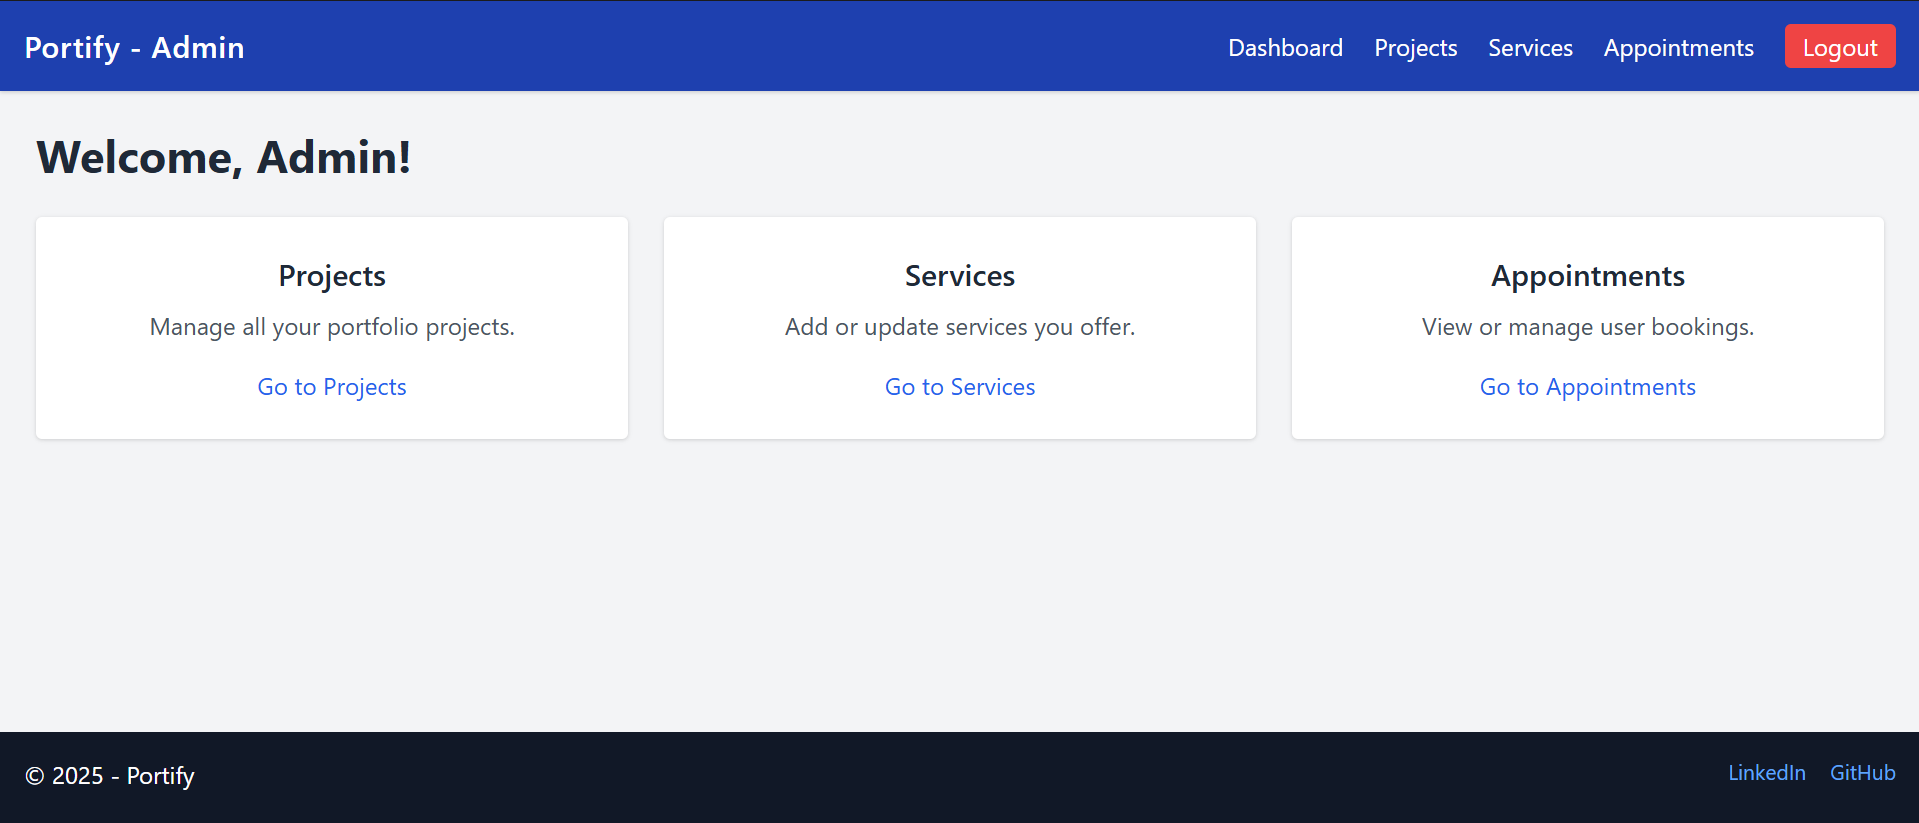 Portify - Admin
Dashboard Projects Services Appointments Logout
Welcome, Admin!
Projects
Manage all your portfolio projects.
Go to Projects
Services
Add or update services you offer.
Go to Services
Appointments
View or manage user bookings.
Go to Appointments
© 2025 - Portify
LinkedIn GitHub